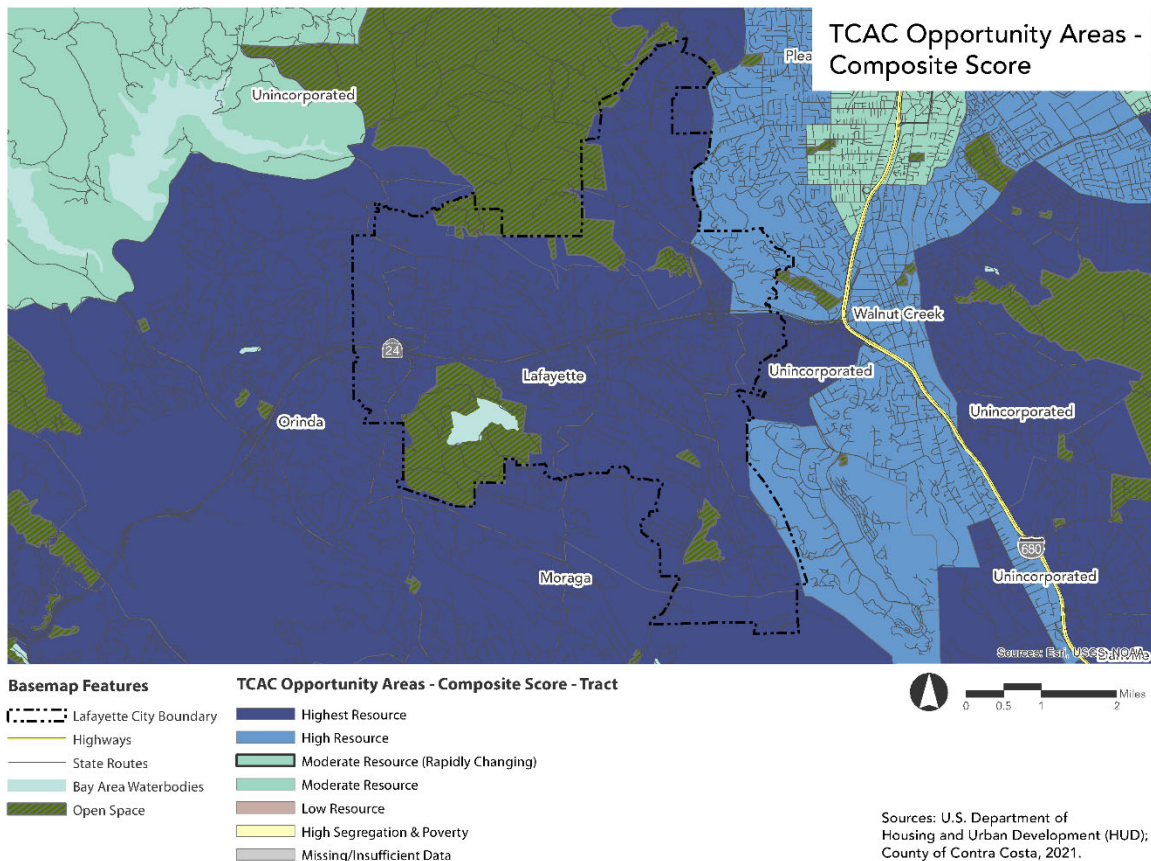 TCAC Opportunity Areas -
Composite Score
Plea
Unincorporated
Walnut Creek
24
Lafayette
Unincorporated
Orinda
Unincorporated
680
Moraga
Unincorporated
Sources: Esri, USGS, NOAA
Basemap Features
Lafayette City Boundary
Highways
State Routes
Bay Area Waterbodies
Open Space
TCAC Opportunity Areas - Composite Score - Tract
Highest Resource
High Resource
Moderate Resource (Rapidly Changing)
Moderate Resource
Low Resource
High Segregation & Poverty
Missing/Insufficient Data
Miles
0 0.5 1 2
Sources: U.S. Department of
Housing and Urban Development (HUD);
County of Contra Costa, 2021.